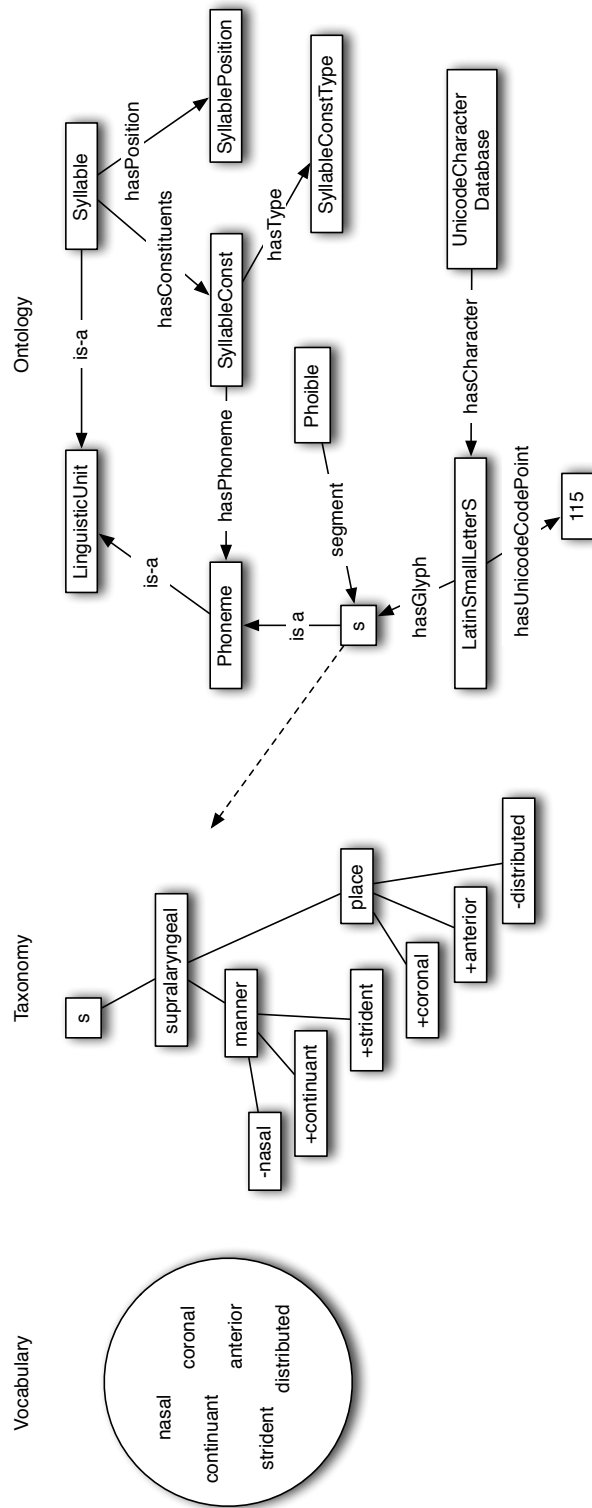 Vocabulary
nasal
coronal
continuant
anterior
strident
distributed
Taxonomy
s
supralaryngeal
manner
-nasal
+continuant
+strident
place
+coronal
+anterior
-distributed
Ontology
LinguisticUnit
is-a
Syllable
hasPosition
SyllablePosition
is-a
hasConstituents
Phoneme
hasPhoneme
SyllableConst
hasType
SyllableConstType
is a
s
segment
Phoible
hasGlyph
LatinSmallLetterS
hasCharacter
UnicodeCharacter
Database
hasUnicodeCodePoint
115